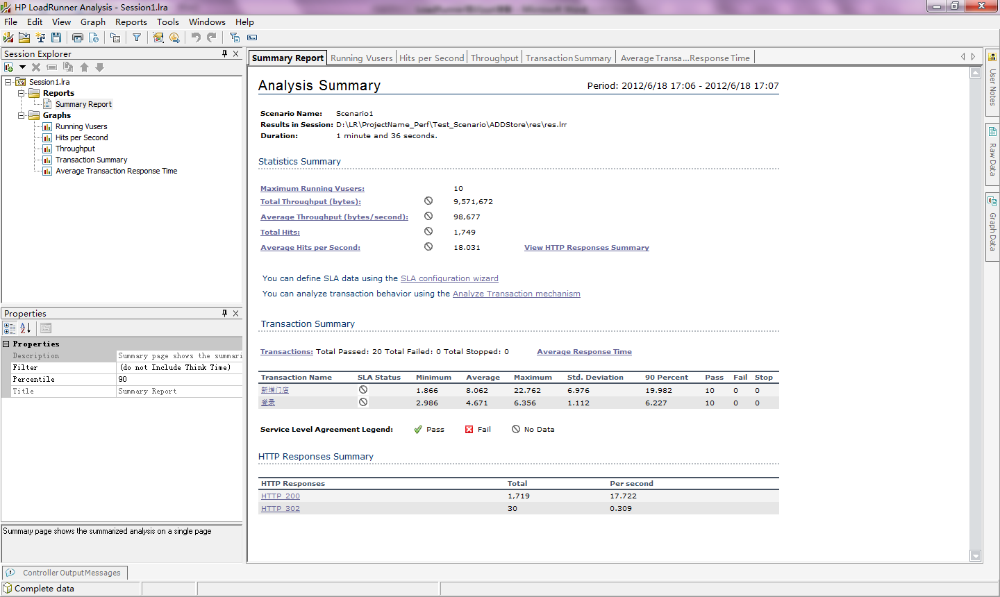 HP LoadRunner Analysis - Session1.lra
File Edit View Graph Reports Tools Windows Help
Session Explorer
Session1.lra
Reports
Summary Report
Graphs
Running Vusers
Hits per Second
Throughput
Transaction Summary
Average Transaction Response Time
Properties
Properties
Description Summary page shows the summari
Filter (do not Include Think Time)
Percentile 90
Title Summary Report
Summary page shows the summarized analysis on a single page
Summary Report Running Vusers Hits per Second Throughput Transaction Summary Average Transa...Response Time
Analysis Summary Period: 2012/6/18 17:06 - 2012/6/18 17:07
Scenario Name: Scenario1
Results in Session: D:\LR\ProjectName_Perf\Test_Scenario\ADDStore\res\res.lrr
Duration: 1 minute and 36 seconds.
Statistics Summary
Maximum Running Vusers: 10
Total Throughput (bytes): 9,571,672
Average Throughput (bytes/second): 98,677
Total Hits: 1,749
Average Hits per Second: 18.031 View HTTP Responses Summary
You can define SLA data using the SLA configuration wizard
You can analyze transaction behavior using the Analyze Transaction mechanism
Transaction Summary
Transactions: Total Passed: 20 Total Failed: 0 Total Stopped: 0 Average Response Time
Transaction Name SLA Status Minimum Average Maximum Std. Deviation 90 Percent Pass Fail Stop
新增门店 1.866 8.062 22.762 6.976 19.982 10 0 0
登录 2.986 4.671 6.356 1.112 6.227 10 0 0
Service Level Agreement Legend: Pass Fail No Data
HTTP Responses Summary
HTTP Responses Total Per second
HTTP_200 1,719 17.722
HTTP_302 30 0.309
User Notes
Raw Data
Graph Data
Controller Output Messages
Complete data